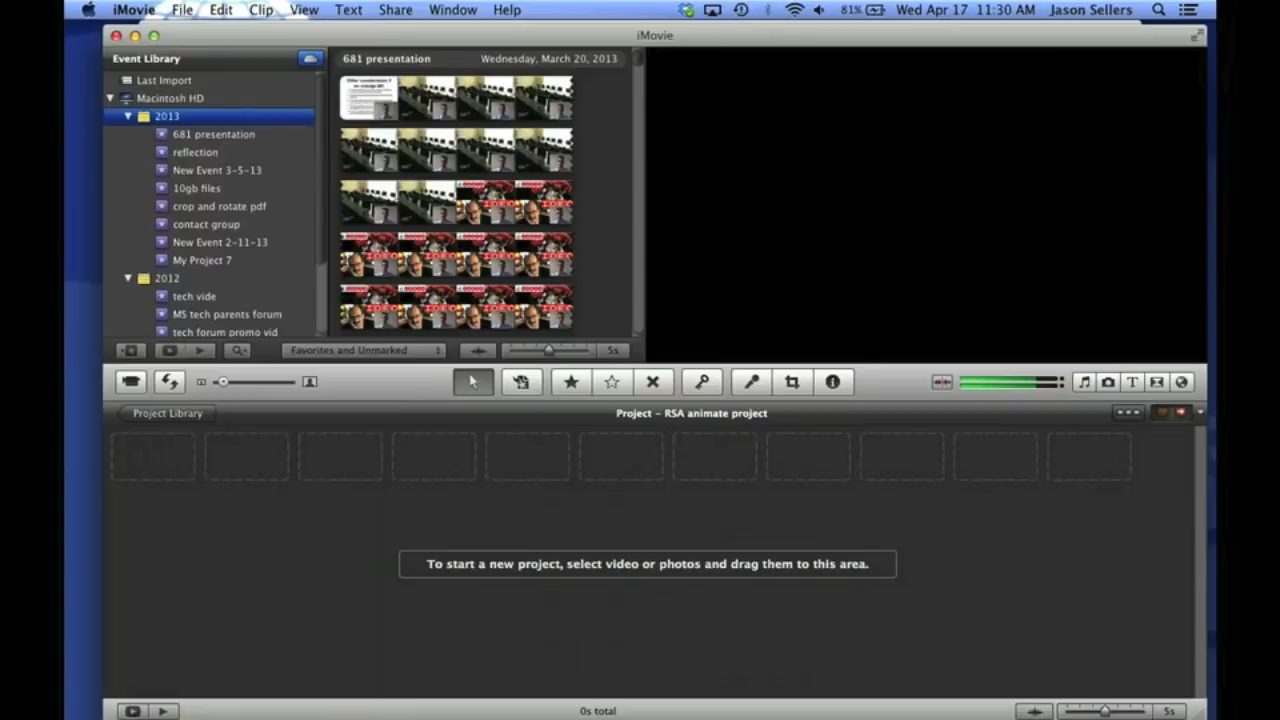 iMovie File Edit Clip View Text Share Window Help 81% Wed Apr 17 11:30 AM Jason Sellers
iMovie
Event Library
681 presentation Wednesday, March 20, 2013
Last Import
Macintosh HD
2013
681 presentation
reflection
New Event 3-5-13
10gb files
crop and rotate pdf
contact group
New Event 2-11-13
My Project 7
2012
tech vide
MS tech parents forum
tech forum promo vid
Favorites and Unmarked 5s
Project Library Project - RSA animate project
To start a new project, select video or photos and drag them to this area.
0s total 5s